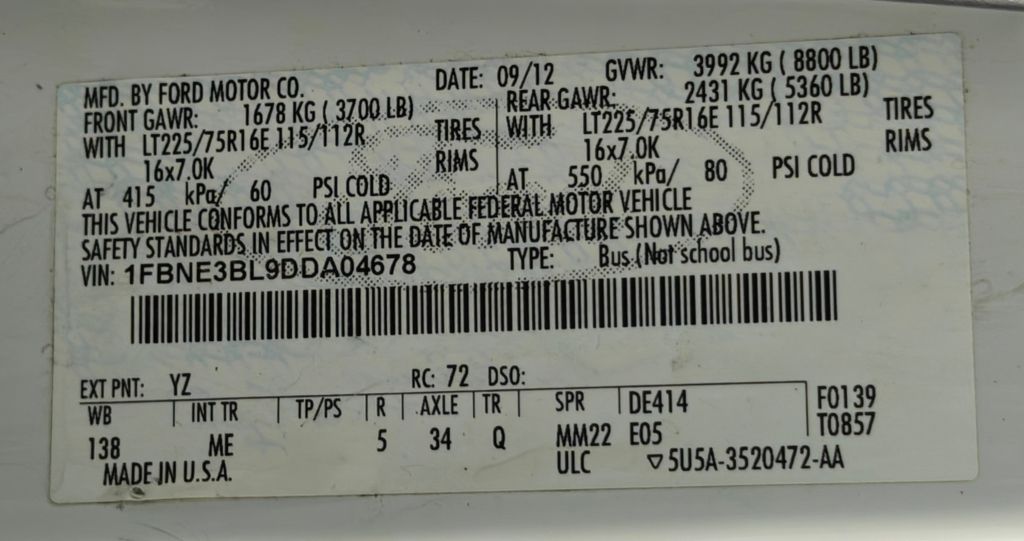 MFD. BY FORD MOTOR CO. DATE: 09/12 GVWR: 3992 KG ( 8800 LB)
FRONT GAWR: 1678 KG ( 3700 LB) REAR GAWR: 2431 KG ( 5360 LB)
WITH LT225/75R16E 115/112R TIRES WITH LT225/75R16E 115/112R TIRES
16x7.0K RIMS 16x7.0K RIMS
AT 415 kPa/ 60 PSI COLD AT 550 kPa/ 80 PSI COLD
THIS VEHICLE CONFORMS TO ALL APPLICABLE FEDERAL MOTOR VEHICLE
SAFETY STANDARDS IN EFFECT ON THE DATE OF MANUFACTURE SHOWN ABOVE.
VIN: 1FBNE3BL9DDA04678 TYPE: Bus (Not school bus)
EXT PNT: YZ RC: 72 DSO:
WB INT TR TP/PS R AXLE TR SPR DE414 F0139
138 ME 5 34 Q MM22 E05 T0857
MADE IN U.S.A. ULC ▽5U5A-3520472-AA